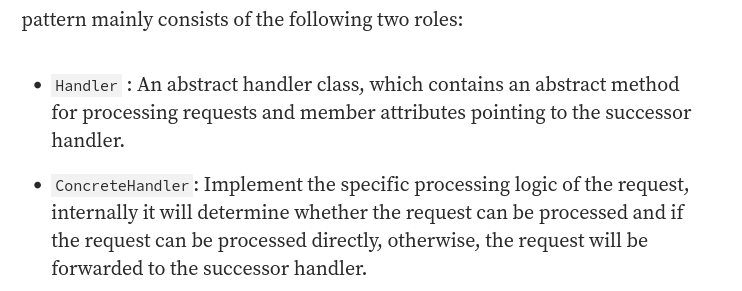 pattern mainly consists of the following two roles:
• Handler : An abstract handler class, which contains an abstract method
for processing requests and member attributes pointing to the successor
handler.
• ConcreteHandler : Implement the specific processing logic of the request,
internally it will determine whether the request can be processed and if
the request can be processed directly, otherwise, the request will be
forwarded to the successor handler.